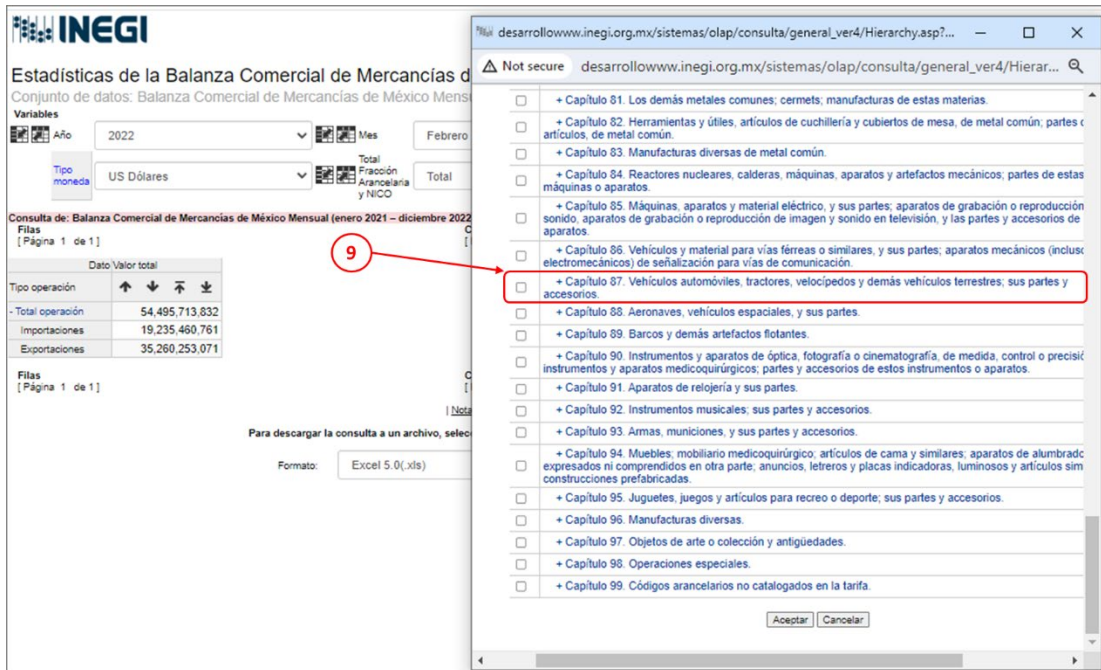 INEGI
Estadísticas de la Balanza Comercial de Mercancías d
Conjunto de datos: Balanza Comercial de Mercancías de México Mensu
Variables
Año
2022
Mes
Febrero
Tipo
moneda
US Dólares
Total
Fracción
Arancelaria
y NICO
Total
Consulta de: Balanza Comercial de Mercancías de México Mensual (enero 2021 – diciembre 2022
Filas
[ Página 1 de 1 ]
C
[
Dato Valor total
Tipo operación
- Total operación 54,495,713,832
Importaciones 19,235,460,761
Exportaciones 35,260,253,071
Filas
[ Página 1 de 1 ]
C
[
| Nota
Para descargar la consulta a un archivo, selec
Formato:
Excel 5.0(.xls)
9
desarrollowww.inegi.org.mx/sistemas/olap/consulta/general_ver4/Hierarchy.asp?...
Not secure desarrollowww.inegi.org.mx/sistemas/olap/consulta/general_ver4/Hierar...
+ Capítulo 81. Los demás metales comunes; cermets; manufacturas de estas materias.
+ Capítulo 82. Herramientas y útiles, artículos de cuchillería y cubiertos de mesa, de metal común; partes d
artículos, de metal común.
+ Capítulo 83. Manufacturas diversas de metal común.
+ Capítulo 84. Reactores nucleares, calderas, máquinas, aparatos y artefactos mecánicos; partes de estas
máquinas o aparatos.
+ Capítulo 85. Máquinas, aparatos y material eléctrico, y sus partes; aparatos de grabación o reproducción
sonido, aparatos de grabación o reproducción de imagen y sonido en televisión, y las partes y accesorios de
aparatos.
+ Capítulo 86. Vehículos y material para vías férreas o similares, y sus partes; aparatos mecánicos (incluso
electromecánicos) de señalización para vías de comunicación.
+ Capítulo 87. Vehículos automóviles, tractores, velocípedos y demás vehículos terrestres; sus partes y
accesorios.
+ Capítulo 88. Aeronaves, vehículos espaciales, y sus partes.
+ Capítulo 89. Barcos y demás artefactos flotantes.
+ Capítulo 90. Instrumentos y aparatos de óptica, fotografía o cinematografía, de medida, control o precisió
instrumentos y aparatos medicoquirúrgicos; partes y accesorios de estos instrumentos o aparatos.
+ Capítulo 91. Aparatos de relojería y sus partes.
+ Capítulo 92. Instrumentos musicales; sus partes y accesorios.
+ Capítulo 93. Armas, municiones, y sus partes y accesorios.
+ Capítulo 94. Muebles; mobiliario medicoquirúrgico; artículos de cama y similares; aparatos de alumbrado
expresados ni comprendidos en otra parte; anuncios, letreros y placas indicadoras, luminosos y artículos sim
construcciones prefabricadas.
+ Capítulo 95. Juguetes, juegos y artículos para recreo o deporte; sus partes y accesorios.
+ Capítulo 96. Manufacturas diversas.
+ Capítulo 97. Objetos de arte o colección y antigüedades.
+ Capítulo 98. Operaciones especiales.
+ Capítulo 99. Códigos arancelarios no catalogados en la tarifa.
Aceptar Cancelar